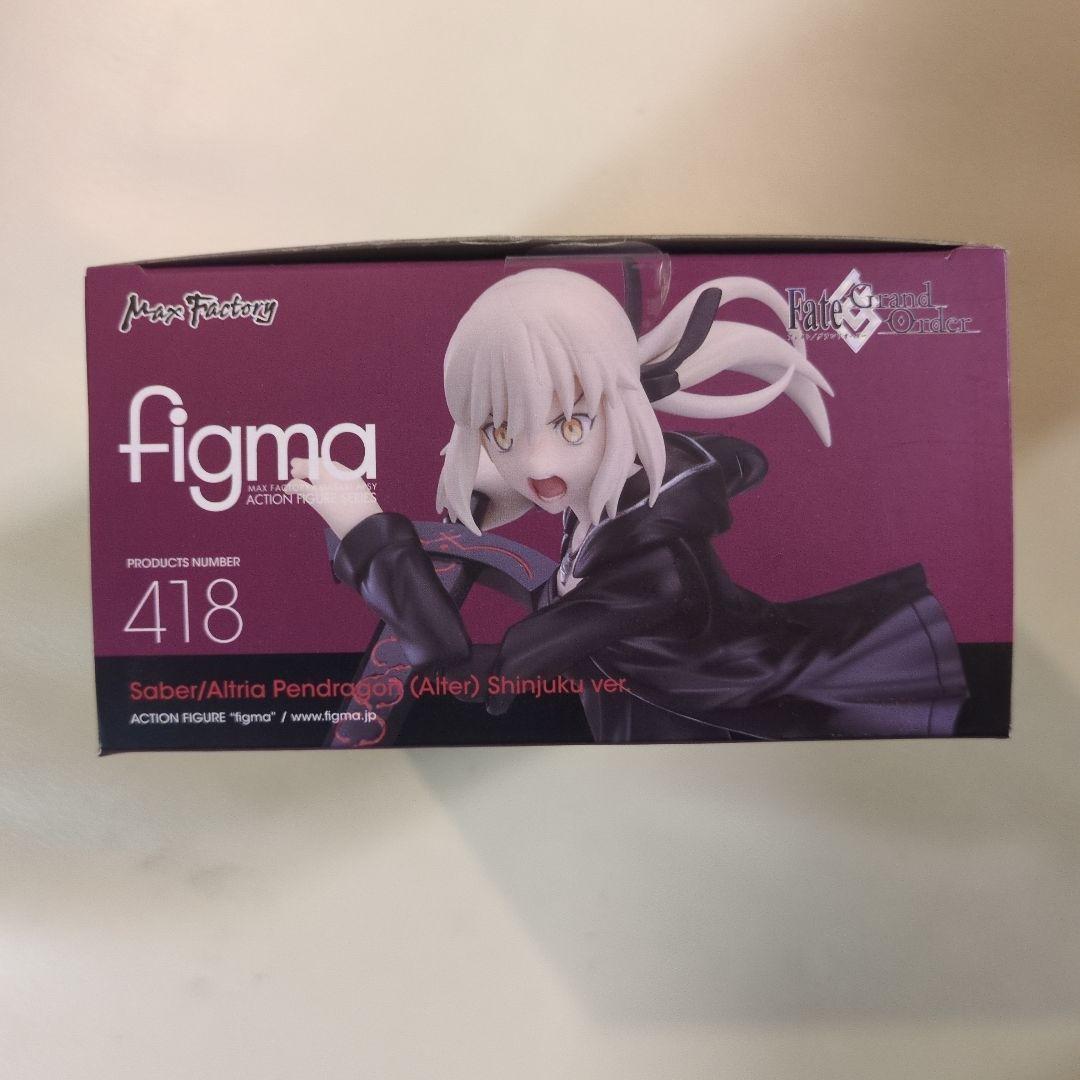 Max Factory
Fate
Grand
Order
figma
ACTION FIGURE SERIES
PRODUCTS NUMBER
418
Saber/Altria Pendragon (Alter) Shinjuku ver.
ACTION FIGURE "figma" / www.figma.jp